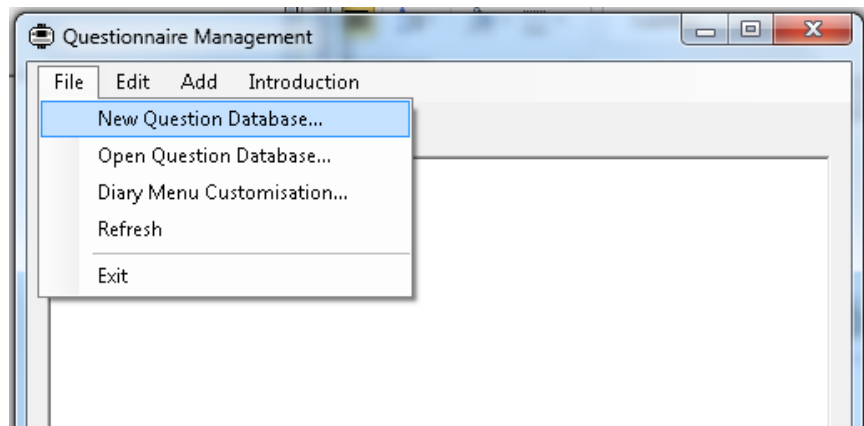 Questionnaire Management
File Edit Add Introduction
New Question Database...
Open Question Database...
Diary Menu Customisation...
Refresh
Exit